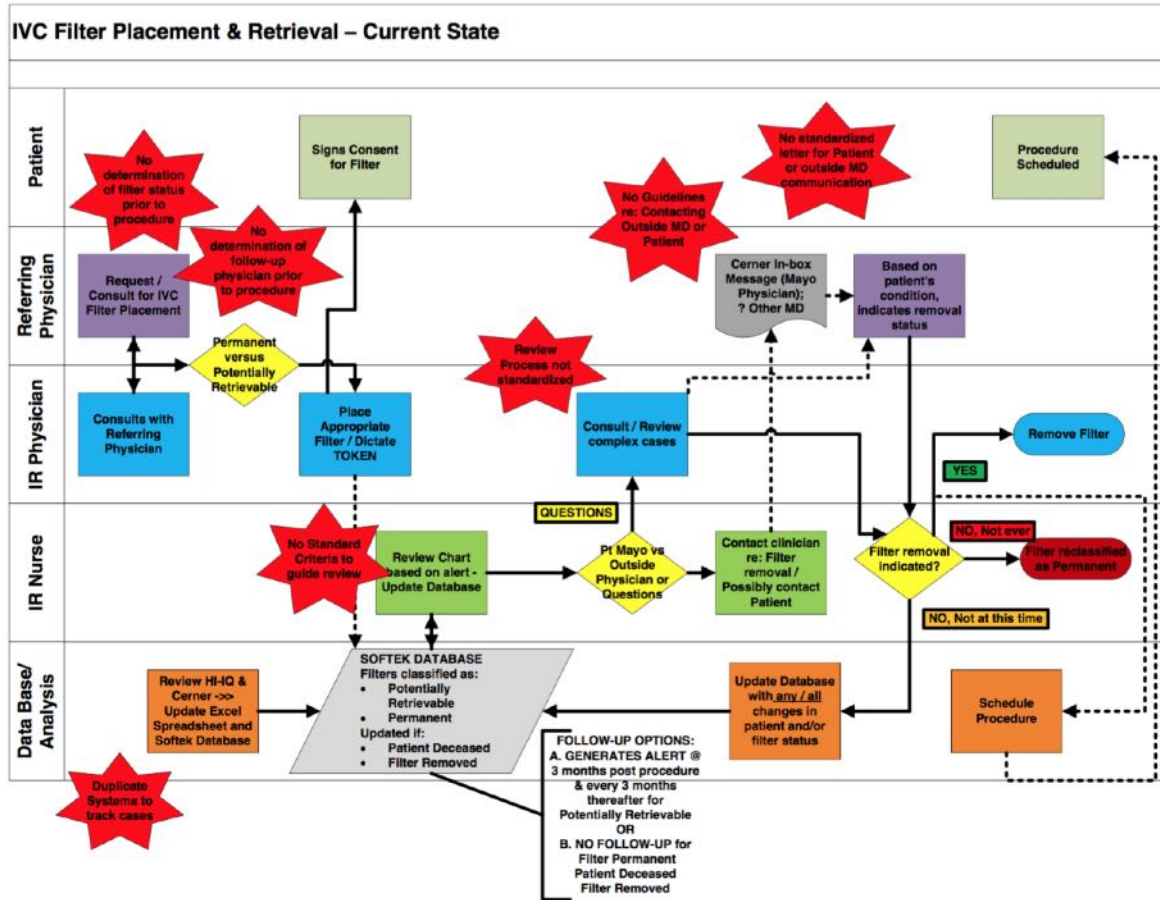 IVC Filter Placement & Retrieval – Current State
Patient
No
determination
of filter status
prior to
procedure
Signs Consent
for Filter
No standardized
letter for Patient
or outside MD
communication
Procedure
Scheduled
No Guidelines
re: Contacting
Outside MD or
Patient
Referring
Physician
Request /
Consult for IVC
Filter Placement
No
determination of
follow-up
physician prior
to procedure
Cerner In-box
Message (Mayo
Physician);
? Other MD
Based on
patient's
condition,
indicates removal
status
Permanent
versus
Potentially
Retrievable
Review
Process not
standardized
IR Physician
Consults with
Referring
Physician
Place
Appropriate
Filter / Dictate
TOKEN
Consult / Review
complex cases
Remove Filter
YES
QUESTIONS
IR Nurse
No Standard
Criteria to
guide review
Review Chart
based on alert -
Update Database
Pt Mayo vs
Outside
Physician or
Questions
Contact clinician
re: Filter
removal /
Possibly contact
Patient
Filter removal
indicated?
NO, Not ever
Filter reclassified
as Permanent
NO, Not at this time
Data Base/
Analysis
Review HI-IQ &
Cerner ->>
Update Excel
Spreadsheet and
Softek Database
SOFTEK DATABASE
Filters classified as:
• Potentially
Retrievable
• Permanent
Updated if:
• Patient Deceased
• Filter Removed
Update Database
with any / all
changes in
patient and/or
filter status
Schedule
Procedure
Duplicate
Systems to
track cases
FOLLOW-UP OPTIONS:
A. GENERATES ALERT @
3 months post procedure
& every 3 months
thereafter for
Potentially Retrievable
OR
B. NO FOLLOW-UP for
Filter Permanent
Patient Deceased
Filter Removed